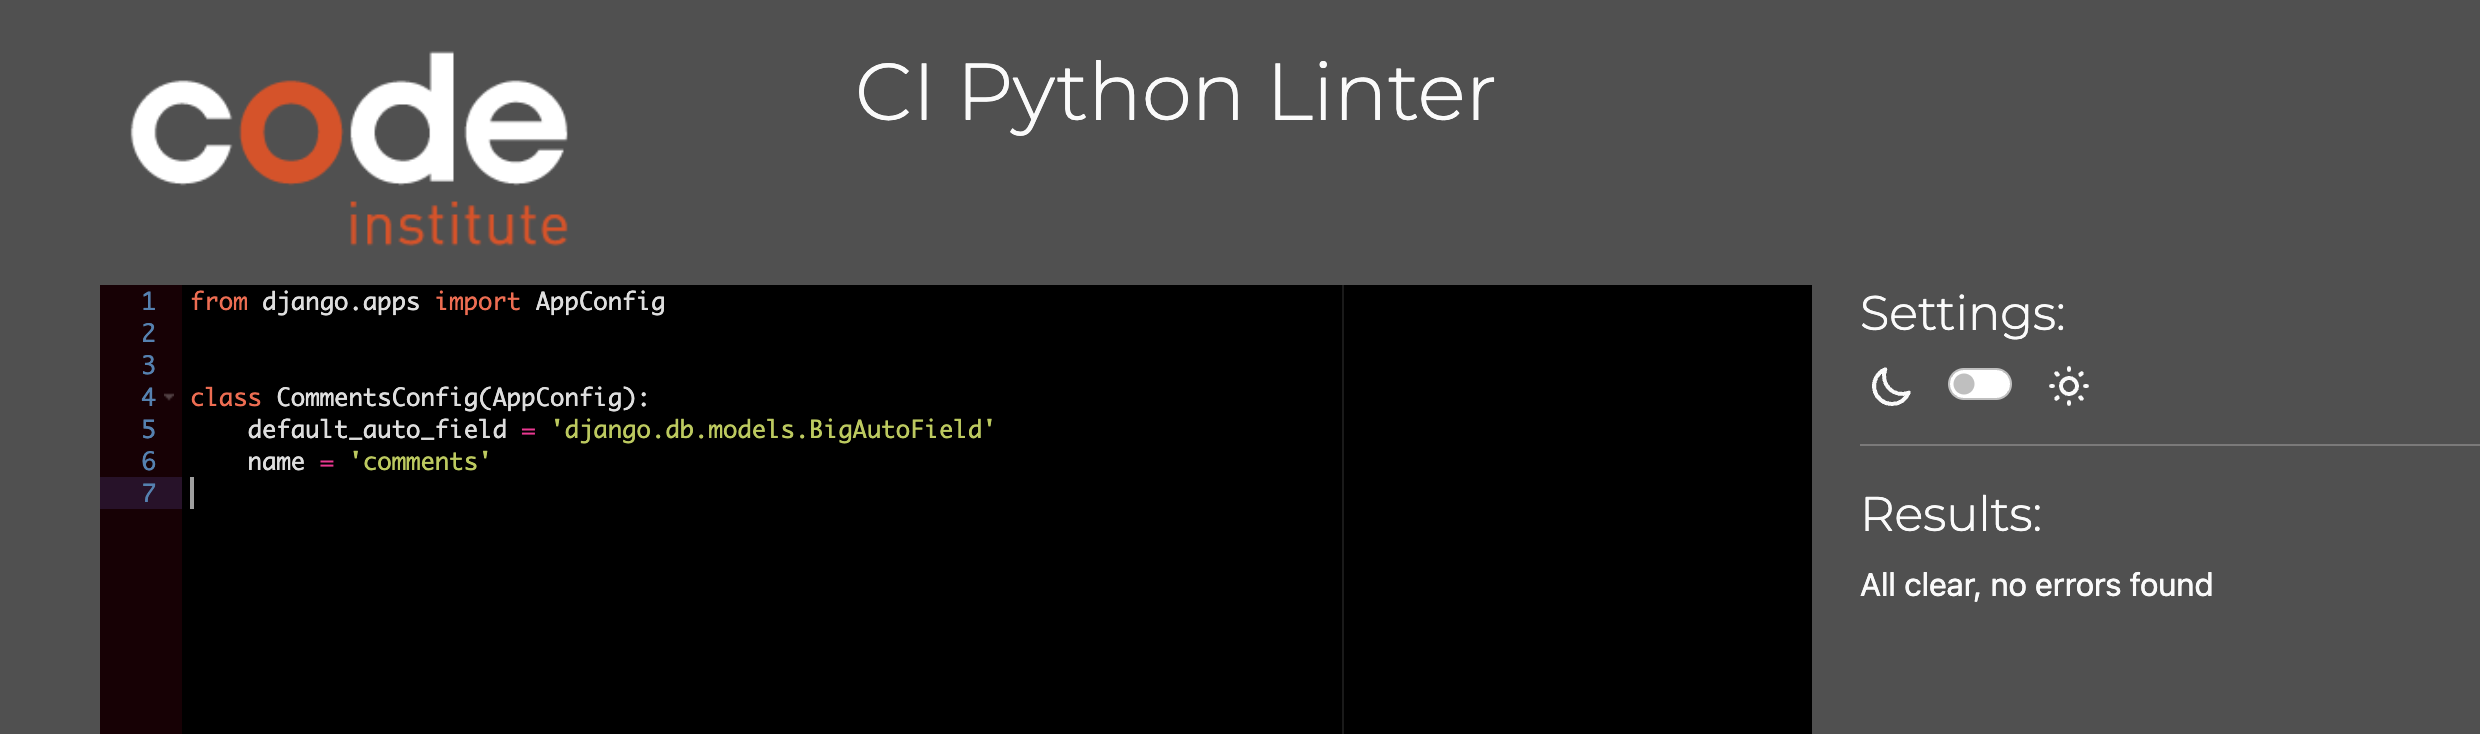 code
institute
CI Python Linter
1 from django.apps import AppConfig
2
3
4 class CommentsConfig(AppConfig):
5     default_auto_field = 'django.db.models.BigAutoField'
6     name = 'comments'
7
Settings:
Results:
All clear, no errors found